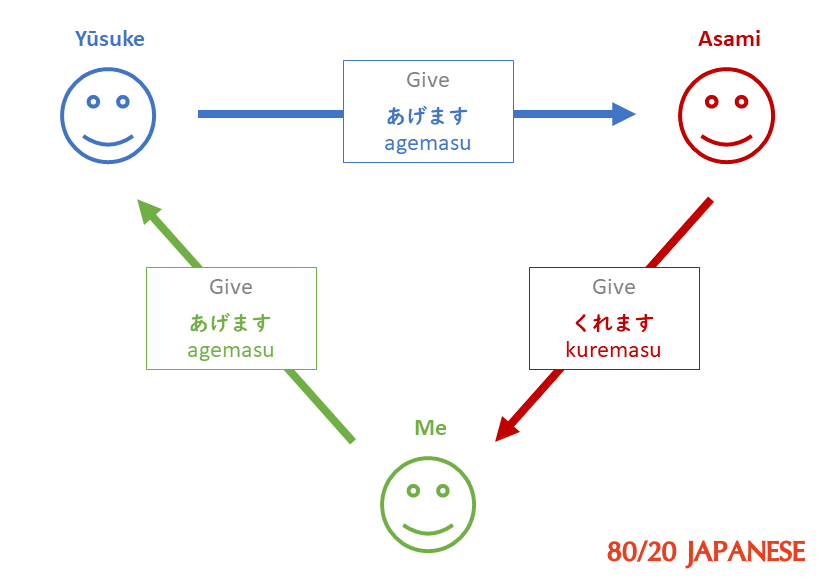 Yūsuke
Asami
Give
あげます
agemasu
Give
あげます
agemasu
Give
くれます
kuremasu
Me
80/20 JAPANESE